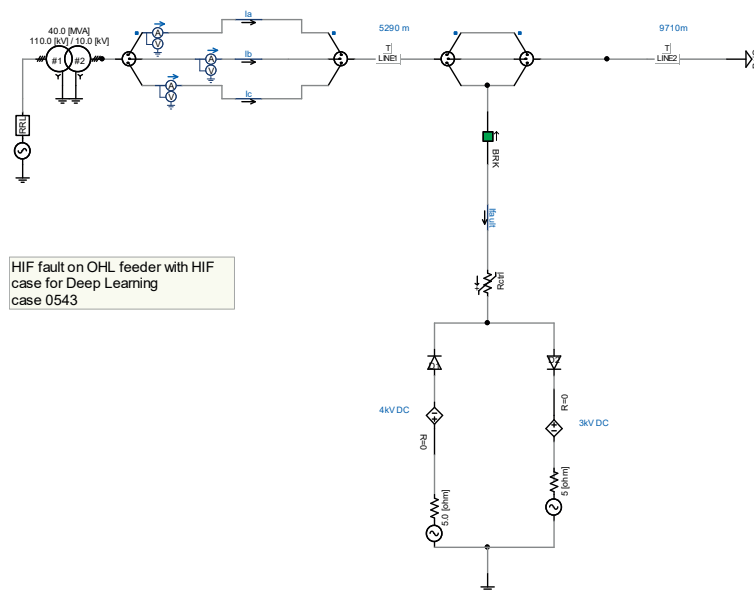 40.0 [MVA]
110.0 [kV] / 10.0 [kV]
#1
#2
RRL
A
V
Ia
A
V
Ib
A
V
Ic
5290 m
T
LINE1
9710m
T
LINE2
BRK
Ifault
Rctrl
HIF fault on OHL feeder with HIF
case for Deep Learning
case 0543
D1
D2
4kV DC
R=0
R=0
3kV DC
5.0 [ohm]
5 [ohm]